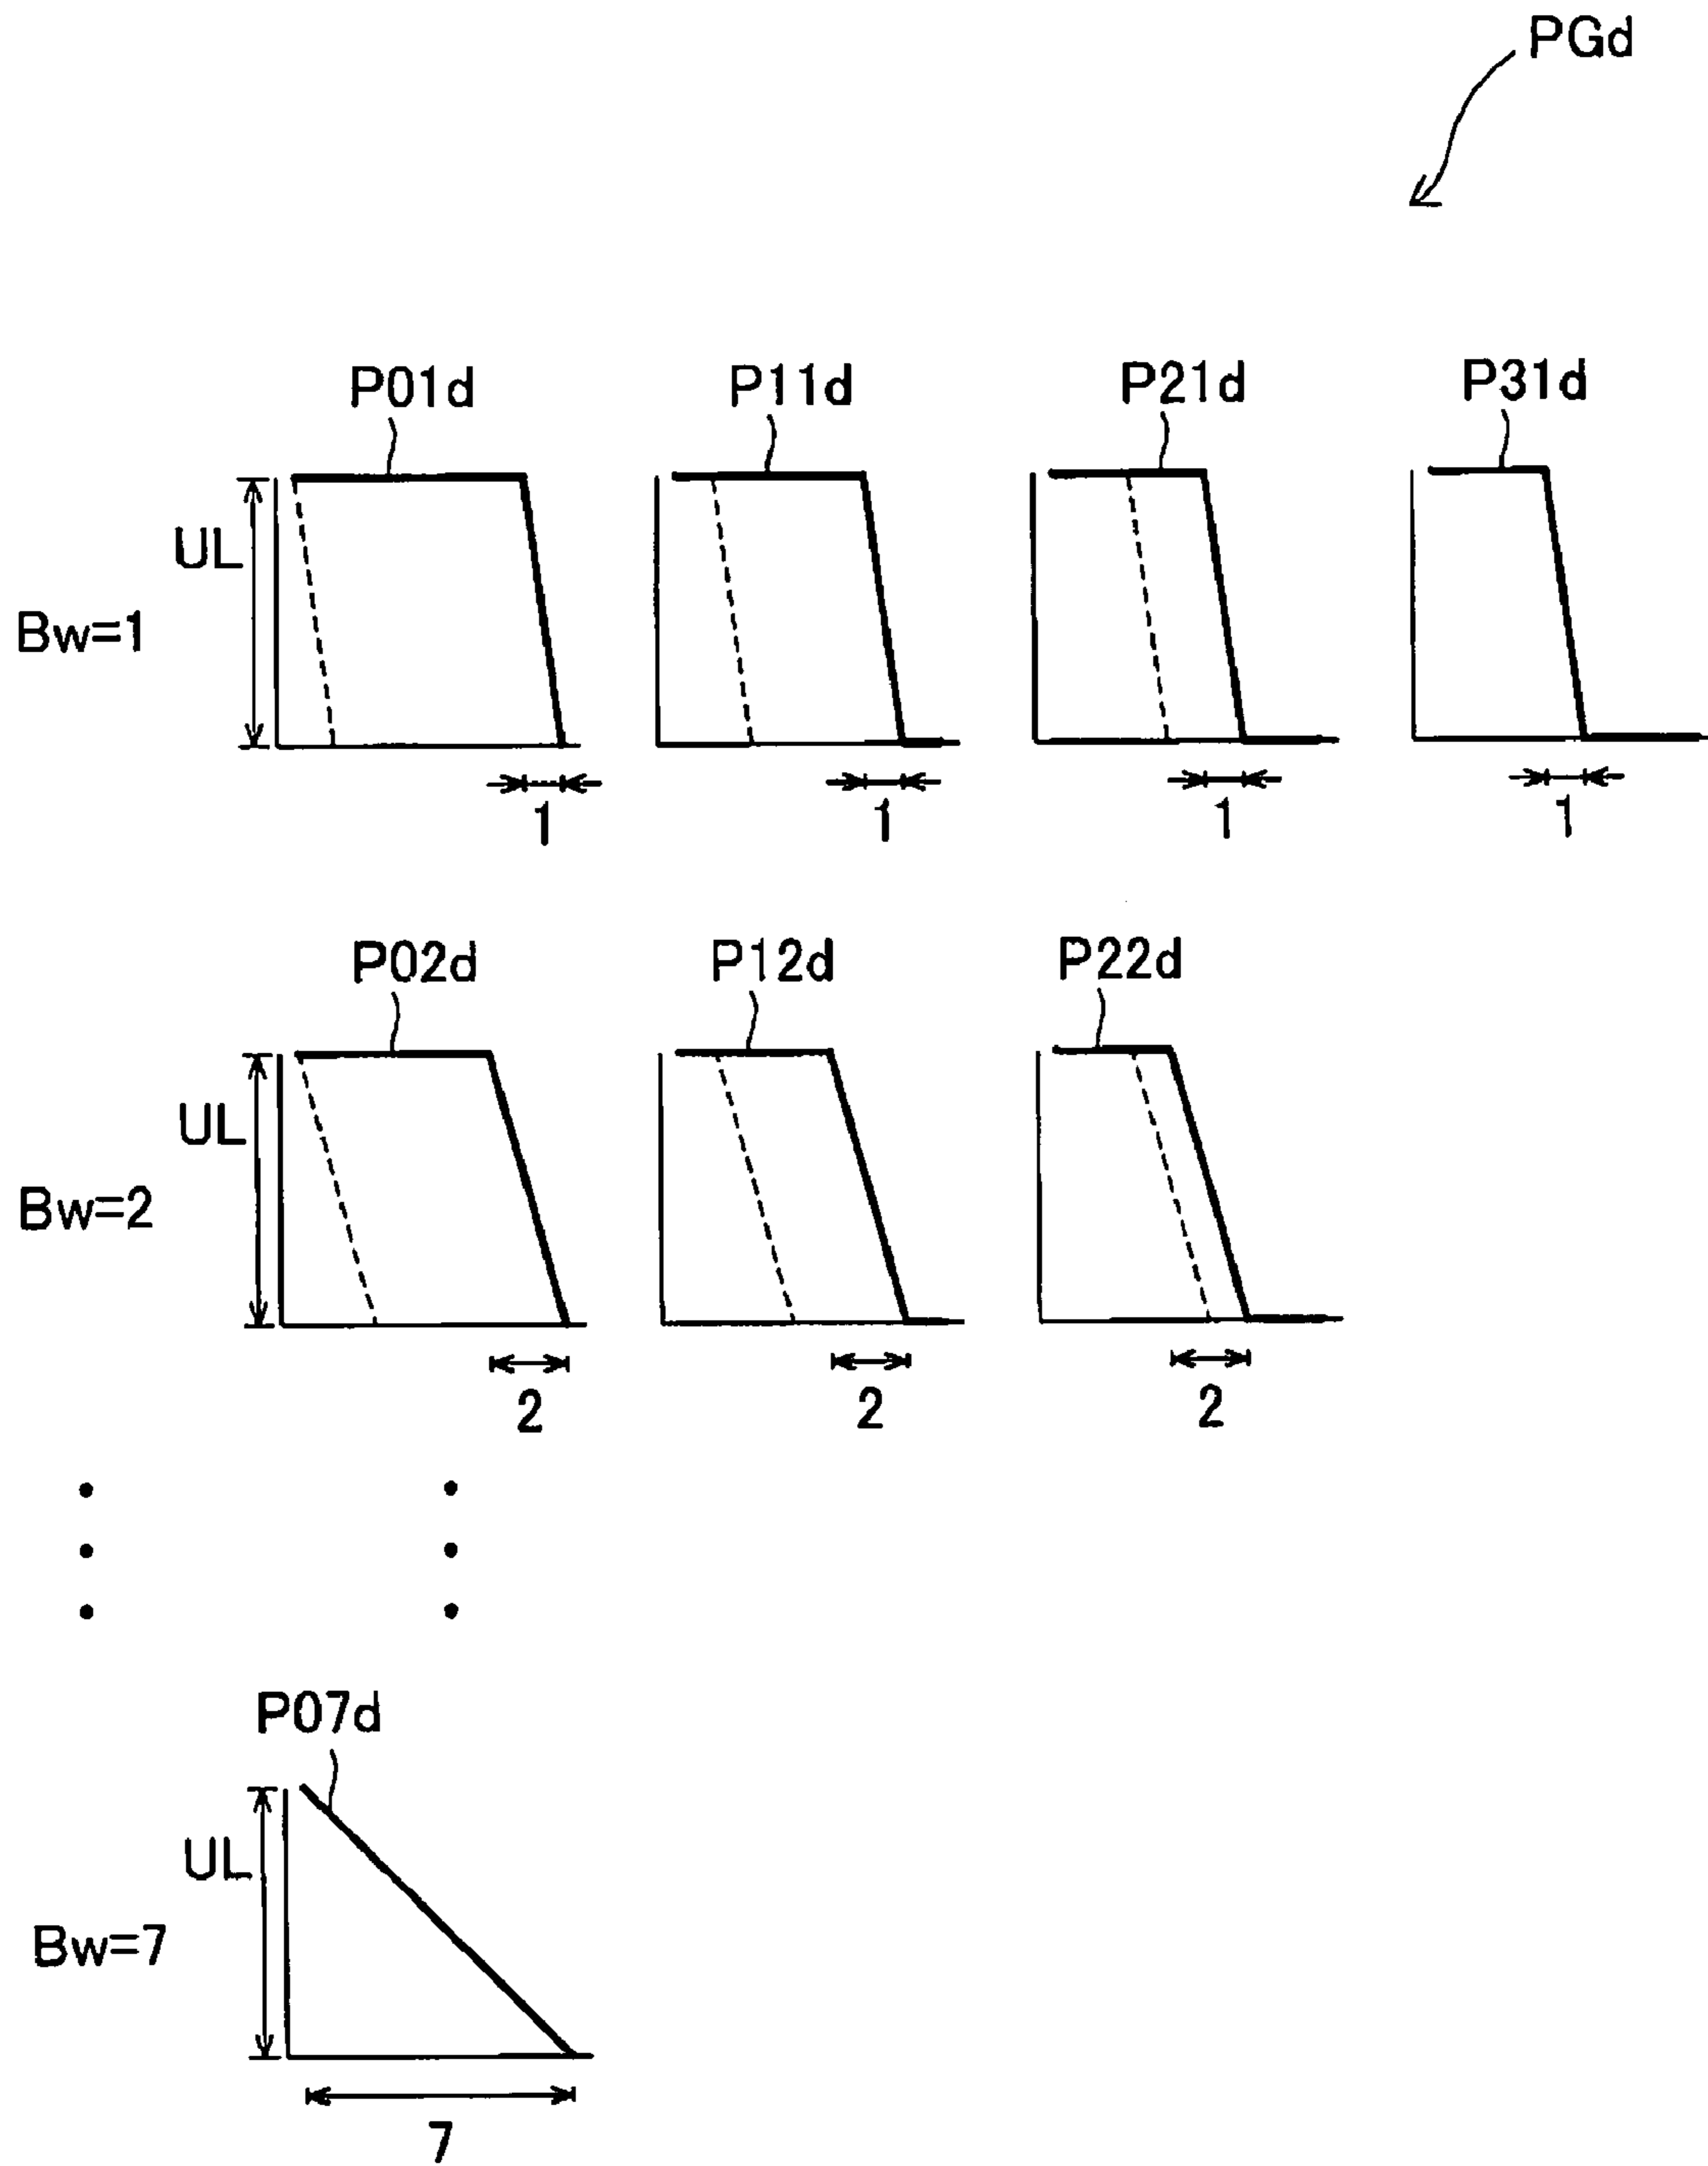 PGd
P01d P11d P21d P31d
UL
Bw=1
1 1 1 1
P02d P12d P22d
UL
Bw=2
2 2 2
P07d
UL
Bw=7
7